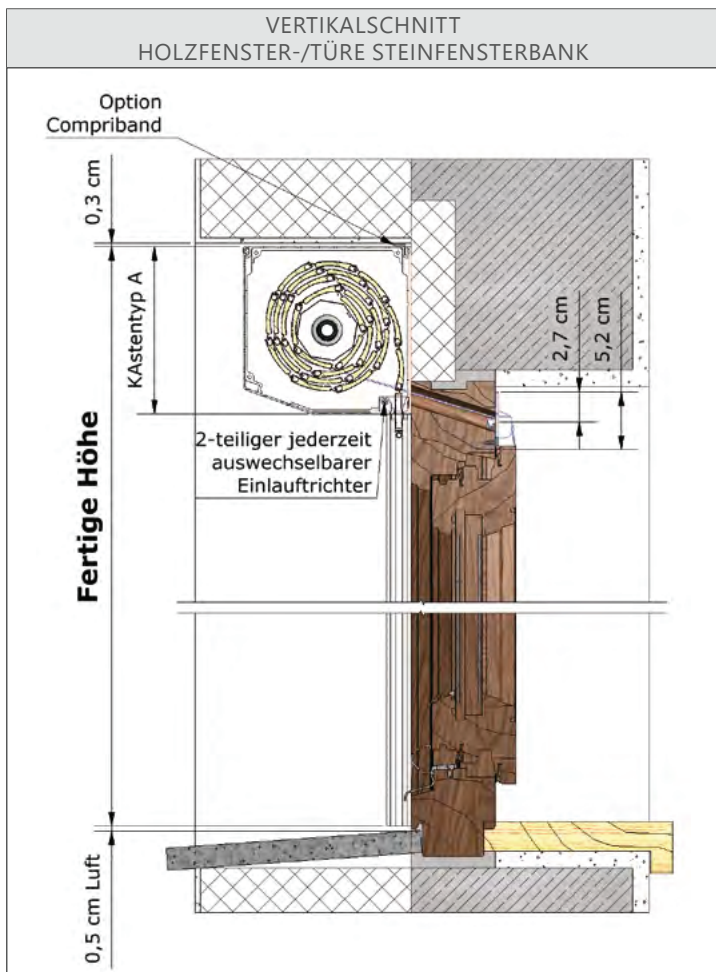 VERTIKALSCHNITT
HOLZFENSTER-/TÜRE STEINFENSTERBANK
Option
Compriband
0,3 cm
KAstentyp A
2,7 cm
5,2 cm
2-teiliger jederzeit
auswechselbarer
Einlauftrichter
Fertige Höhe
0,5 cm Luft